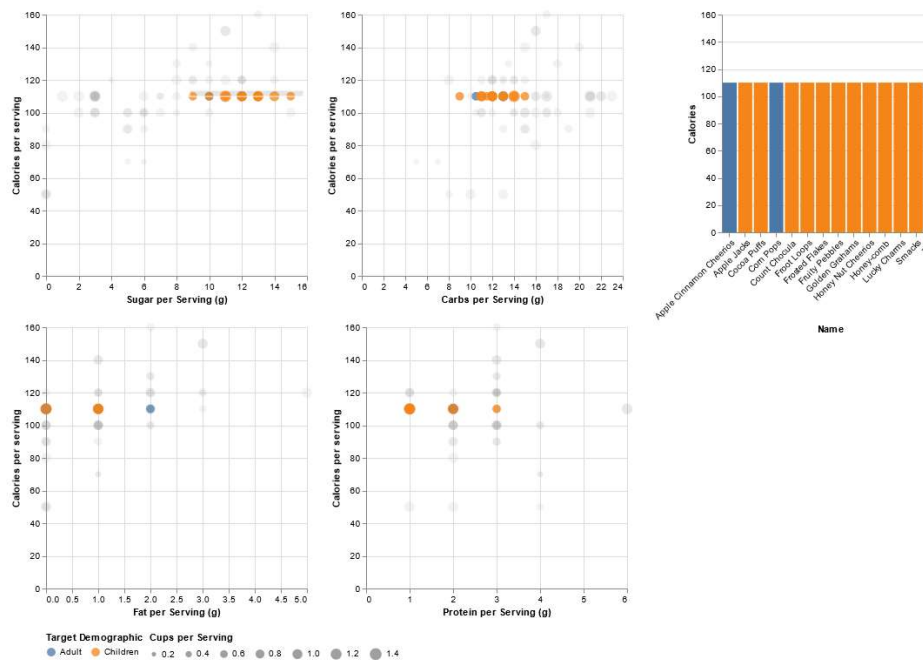 160
140
120
100
80
60
40
20
0
Calories per serving
0 2 4 6 8 10 12 14 16
Sugar per Serving (g)
160
140
120
100
80
60
40
20
0
Calories per serving
0 2 4 6 8 10 12 14 16 18 20 22 24
Carbs per Serving (g)
160
140
120
100
80
60
40
20
0
Calories
Apple Cinnamon Cheerios
Apple Jacks
Cocoa Puffs
Corn Pops
Count Chocula
Froot Loops
Frosted Flakes
Fruity Pebbles
Golden Grahams
Honey Nut Cheerios
Honey-comb
Lucky Charms
Smacks
Name
160
140
120
100
80
60
40
20
0
Calories per serving
0.0 0.5 1.0 1.5 2.0 2.5 3.0 3.5 4.0 4.5 5.0
Fat per Serving (g)
160
140
120
100
80
60
40
20
0
Calories per serving
0 1 2 3 4 5 6
Protein per Serving (g)
Target Demographic Cups per Serving
Adult Children 0.2 0.4 0.6 0.8 1.0 1.2 1.4